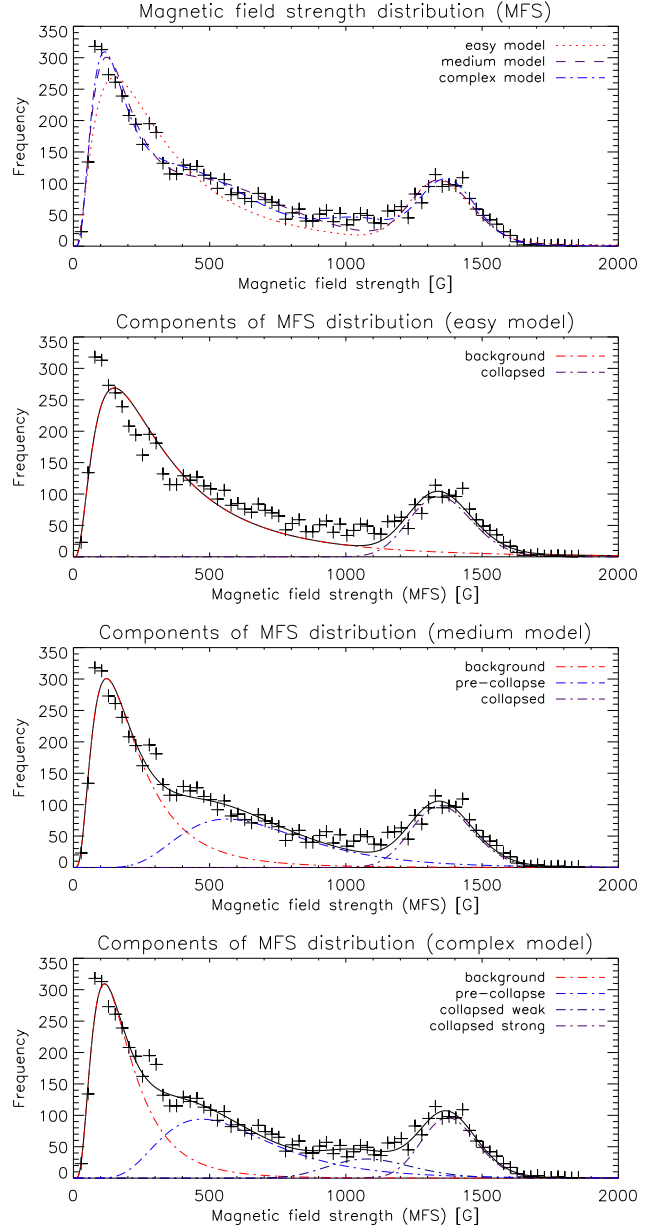 Magnetic field strength distribution (MFS)
350
300
250
200
150
100
50
0
Frequency
easy model
medium model
complex model
0 500 1000 1500 2000
Magnetic field strength [G]
Components of MFS distribution (easy model)
350
300
250
200
150
100
50
0
Frequency
background
collapsed
0 500 1000 1500 2000
Magnetic field strength (MFS) [G]
Components of MFS distribution (medium model)
350
300
250
200
150
100
50
0
Frequency
background
pre-collapse
collapsed
0 500 1000 1500 2000
Magnetic field strength (MFS) [G]
Components of MFS distribution (complex model)
350
300
250
200
150
100
50
0
Frequency
background
pre-collapse
collapsed weak
collapsed strong
0 500 1000 1500 2000
Magnetic field strength (MFS) [G]